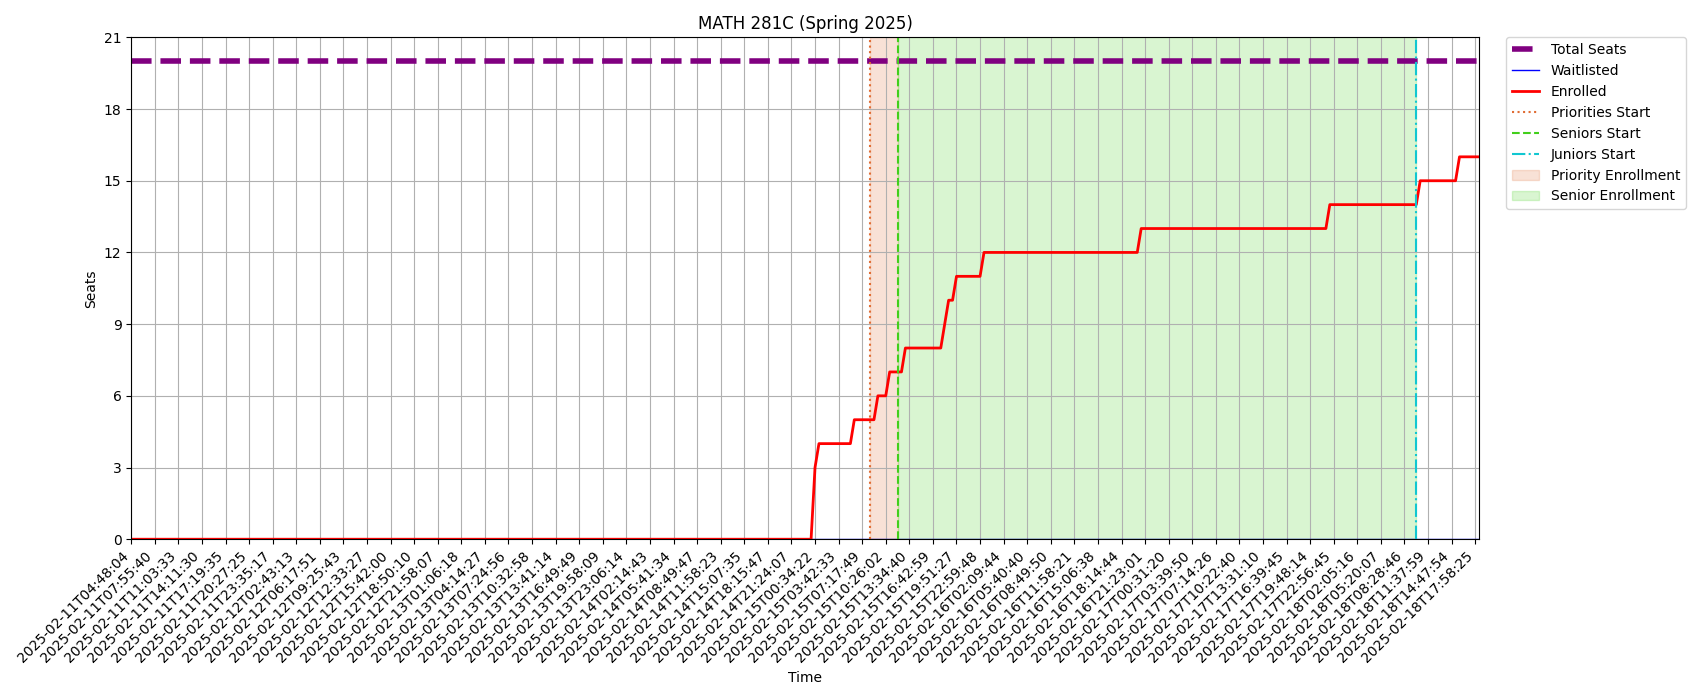 MATH 281C (Spring 2025)
21
18
15
12
9
6
3
0
Seats
2025-02-11T04:48:04
2025-02-11T07:55:40
2025-02-11T11:03:33
2025-02-11T14:11:30
2025-02-11T17:19:35
2025-02-11T20:27:25
2025-02-11T23:35:17
2025-02-12T02:43:13
2025-02-12T06:17:51
2025-02-12T09:25:43
2025-02-12T12:33:27
2025-02-12T15:42:00
2025-02-12T18:50:10
2025-02-12T21:58:07
2025-02-13T01:06:18
2025-02-13T04:14:27
2025-02-13T07:24:56
2025-02-13T10:32:58
2025-02-13T13:41:14
2025-02-13T16:49:49
2025-02-13T19:58:09
2025-02-13T23:06:14
2025-02-14T02:14:43
2025-02-14T05:41:34
2025-02-14T08:49:47
2025-02-14T11:58:23
2025-02-14T15:07:35
2025-02-14T18:15:47
2025-02-14T21:24:07
2025-02-15T00:34:22
2025-02-15T03:42:33
2025-02-15T07:17:49
2025-02-15T10:26:02
2025-02-15T13:34:40
2025-02-15T16:42:59
2025-02-15T19:51:27
2025-02-15T22:59:48
2025-02-16T02:09:44
2025-02-16T05:40:40
2025-02-16T08:49:50
2025-02-16T11:58:21
2025-02-16T15:06:38
2025-02-16T18:14:44
2025-02-16T21:23:01
2025-02-17T00:31:20
2025-02-17T03:39:50
2025-02-17T07:14:26
2025-02-17T10:22:40
2025-02-17T13:31:10
2025-02-17T16:39:45
2025-02-17T19:48:14
2025-02-17T22:56:45
2025-02-18T02:05:16
2025-02-18T05:20:07
2025-02-18T08:28:46
2025-02-18T11:37:59
2025-02-18T14:47:54
2025-02-18T17:58:25
Time
Total Seats
Waitlisted
Enrolled
Priorities Start
Seniors Start
Juniors Start
Priority Enrollment
Senior Enrollment